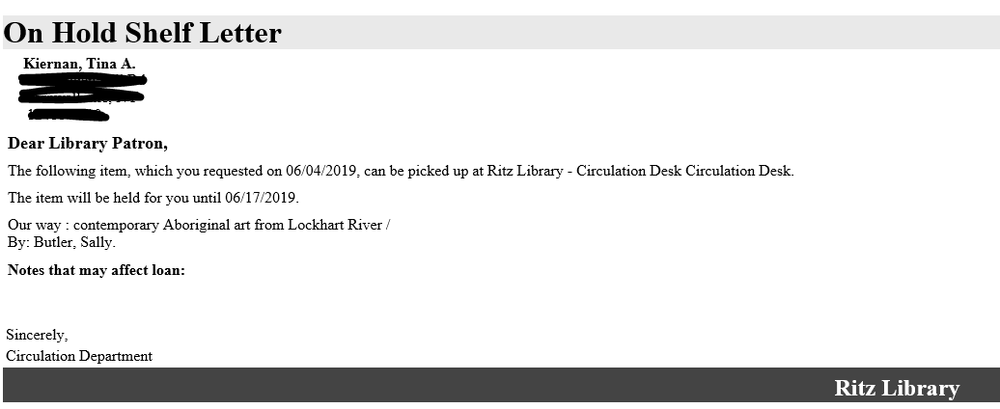 On Hold Shelf Letter
Kiernan, Tina A.
Dear Library Patron,
The following item, which you requested on 06/04/2019, can be picked up at Ritz Library - Circulation Desk Circulation Desk.
The item will be held for you until 06/17/2019.
Our way : contemporary Aboriginal art from Lockhart River /
By: Butler, Sally.
Notes that may affect loan:
Sincerely,
Circulation Department
Ritz Library